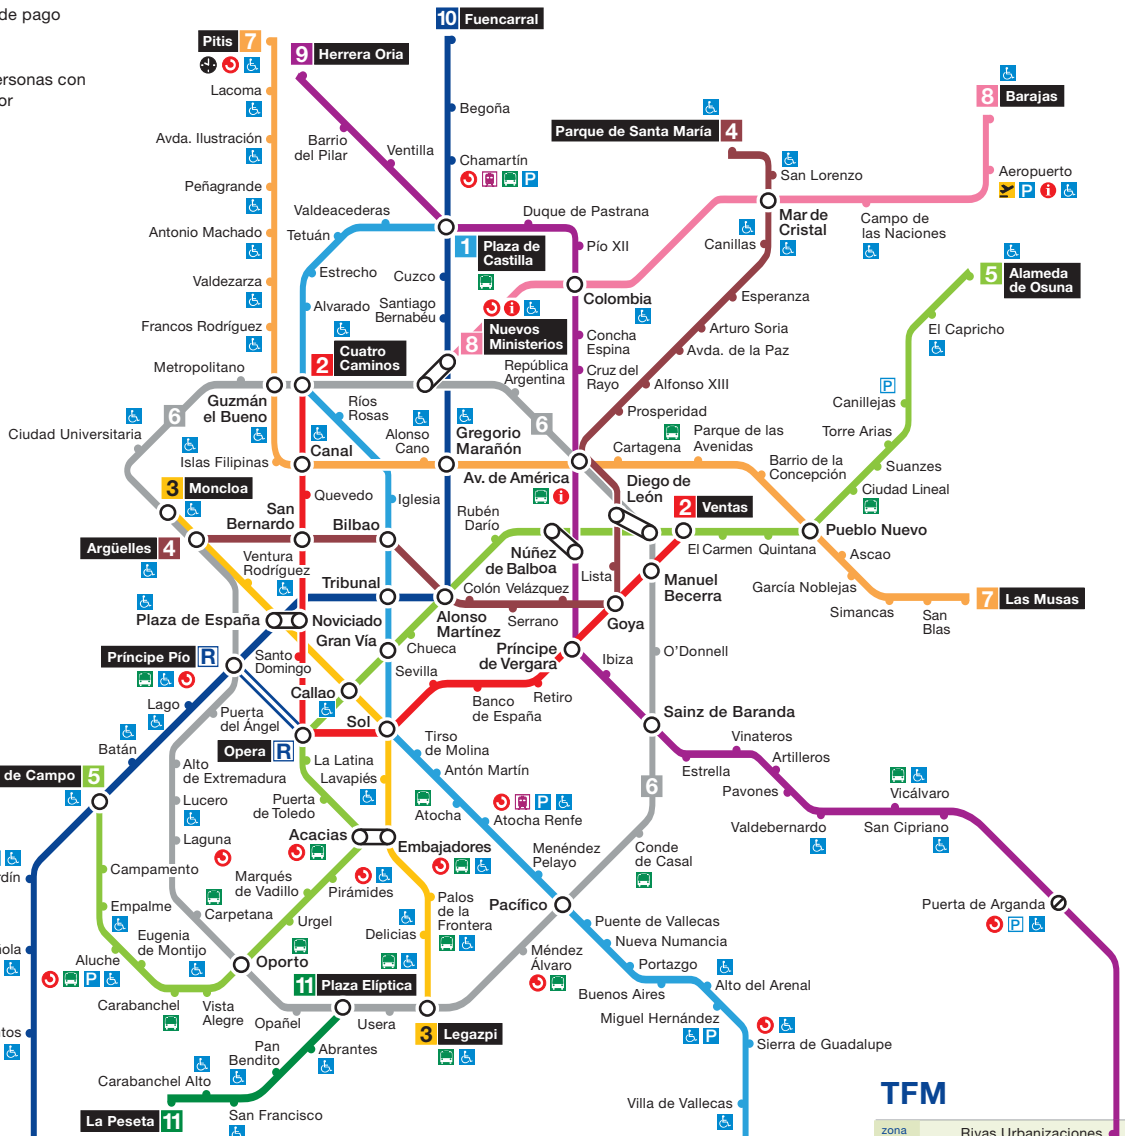 de pago
ersonas con
or
10 Fuencarral
Pitis 7
9 Herrera Oria
Lacoma
Avda. Ilustración
Peñagrande
Antonio Machado
Valdezarza
Francos Rodríguez
Metropolitano
Guzmán
el Bueno
Islas Filipinas
Barrio
del Pilar
Ventilla
Begoña
Chamartín
P
Valdeacederas
Tetuán
Estrecho
Alvarado
Duque de Pastrana
Pío XII
1 Plaza de
Castilla
Cuzco
Santiago
Bernabéu
Colombia
8 Nuevos
Ministerios
2 Cuatro
Caminos
República
Argentina
Concha
Espina
Cruz del
Rayo
Parque de Santa María 4
San Lorenzo
Mar de
Cristal
Canillas
Esperanza
Arturo Soria
Avda. de la Paz
Alfonso XIII
Prosperidad
8 Barajas
Aeropuerto
P
Campo de
las Naciones
5 Alameda
de Osuna
El Capricho
P
Canillejas
Torre Arias
Suanzes
Ciudad Lineal
6
6
Ciudad Universitaria
Ríos
Rosas
Alonso
Cano
Gregorio
Marañón
Canal
Cartagena
Parque de las
Avenidas
Barrio de la
Concepción
Av. de América
Diego de
León
2 Ventas
Pueblo Nuevo
El Carmen
Quintana
Ascao
García Noblejas
Simancas
San
Blas
7 Las Musas
3 Moncloa
Argüelles 4
Quevedo
Iglesia
San
Bernardo
Bilbao
Rubén
Darío
Núñez
de Balboa
Lista
Manuel
Becerra
Ventura
Rodríguez
Tribunal
Colón
Velázquez
Serrano
Goya
Alonso
Martínez
Plaza de España
Noviciado
Gran Vía
Chueca
Príncipe
de Vergara
O’Donnell
Príncipe Pío R
Santo
Domingo
Sevilla
Ibiza
Callao
Banco
de España
Retiro
Sainz de Baranda
Lago
Batán
Puerta
del Ángel
Opera R
Sol
Tirso
de Molina
Antón Martín
Estrella
Vinateros
Artilleros
Pavones
Valdebernardo
Vicálvaro
San Cipriano
Puerta de Arganda
P
de Campo 5
Alto
de Extremadura
Lucero
Laguna
La Latina
Lavapiés
Puerta
de Toledo
Atocha
P
Atocha Renfe
6
Acacias
Embajadores
Menéndez
Pelayo
Conde
de Casal
rdín
Campamento
Marqués
de Vadillo
Pirámides
Palos
de la
Frontera
Pacífico
Empalme
Carpetana
Urgel
Delicias
Puente de Vallecas
Nueva Numancia
ñola
Eugenia
de Montijo
Aluche
P
Oporto
Méndez
Álvaro
Portazgo
Buenos Aires
Alto del Arenal
Carabanchel
Vista
Alegre
11 Plaza Elíptica
Opañel
Usera
3 Legazpi
Miguel Hernández
P
Sierra de Guadalupe
ntos
Pan
Bendito
Abrantes
Carabanchel Alto
San Francisco
La Peseta 11
Villa de Vallecas
TFM
zona
Rivas Urbanizaciones